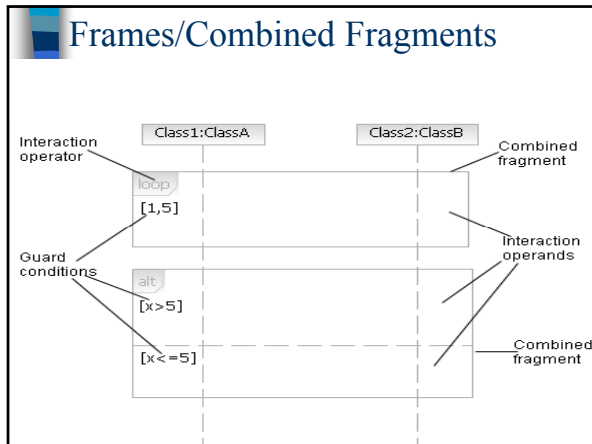 Frames/Combined Fragments
Class1:ClassA
Class2:ClassB
Interaction
operator
Combined
fragment
loop
[1,5]
Interaction
operands
Guard
conditions
alt
[x>5]
[x<=5]
Combined
fragment